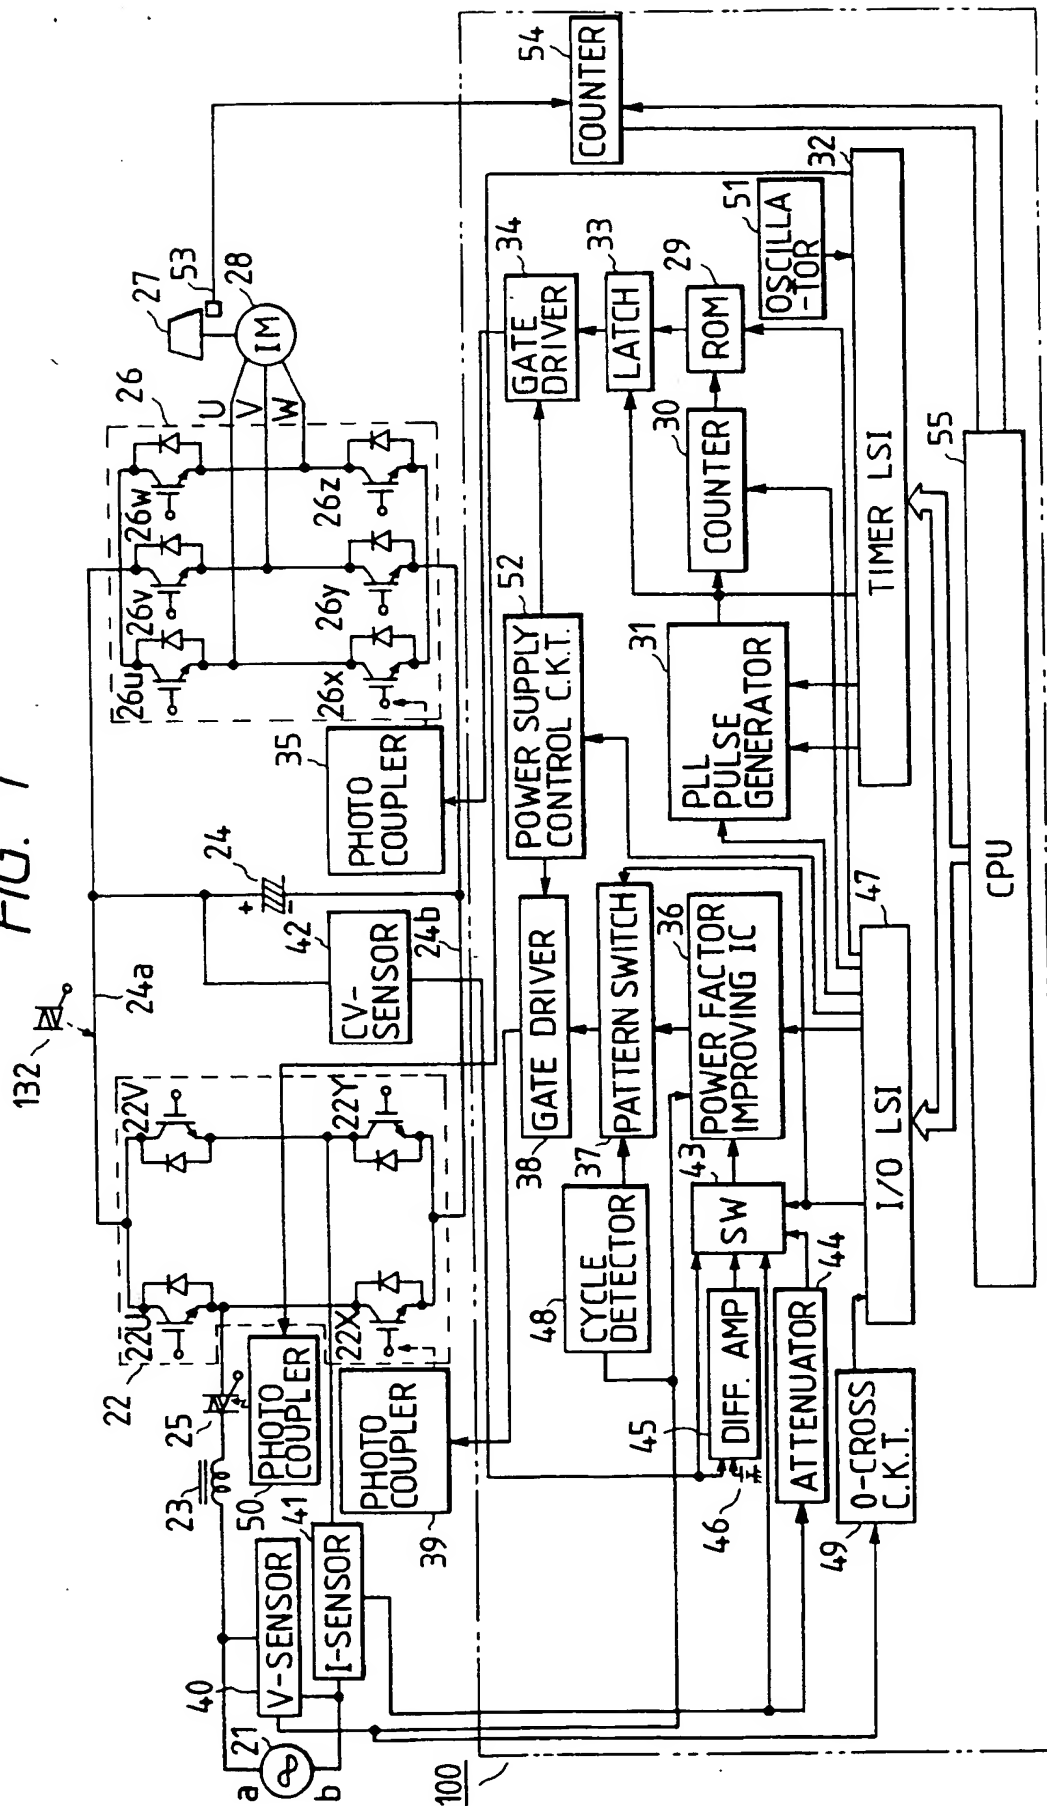 FIG. 1
132
24a
26
27
53
28
IM
U
V
W
26u
26v
26w
26x
26y
26z
22
22U
22V
22X
22Y
25
23
24
+
−
24b
42
CV-
SENSOR
35
PHOTO
COUPLER
50
PHOTO
COUPLER
39
PHOTO
COUPLER
40
V-SENSOR
41
I-SENSOR
21
a
b
100
54
COUNTER
38
GATE DRIVER
52
POWER SUPPLY
CONTROL C.K.T.
34
GATE
DRIVER
48
CYCLE
DETECTOR
37
PATTERN SWITCH
33
LATCH
36
POWER FACTOR
IMPROVING IC
43
SW
45
DIFF. AMP
46
44
ATTENUATOR
49
0-CROSS
C.K.T.
31
PLL
PULSE
GENERATOR
30
COUNTER
29
ROM
51
OSCILLA
-TOR
32
TIMER LSI
47
I/O LSI
55
CPU